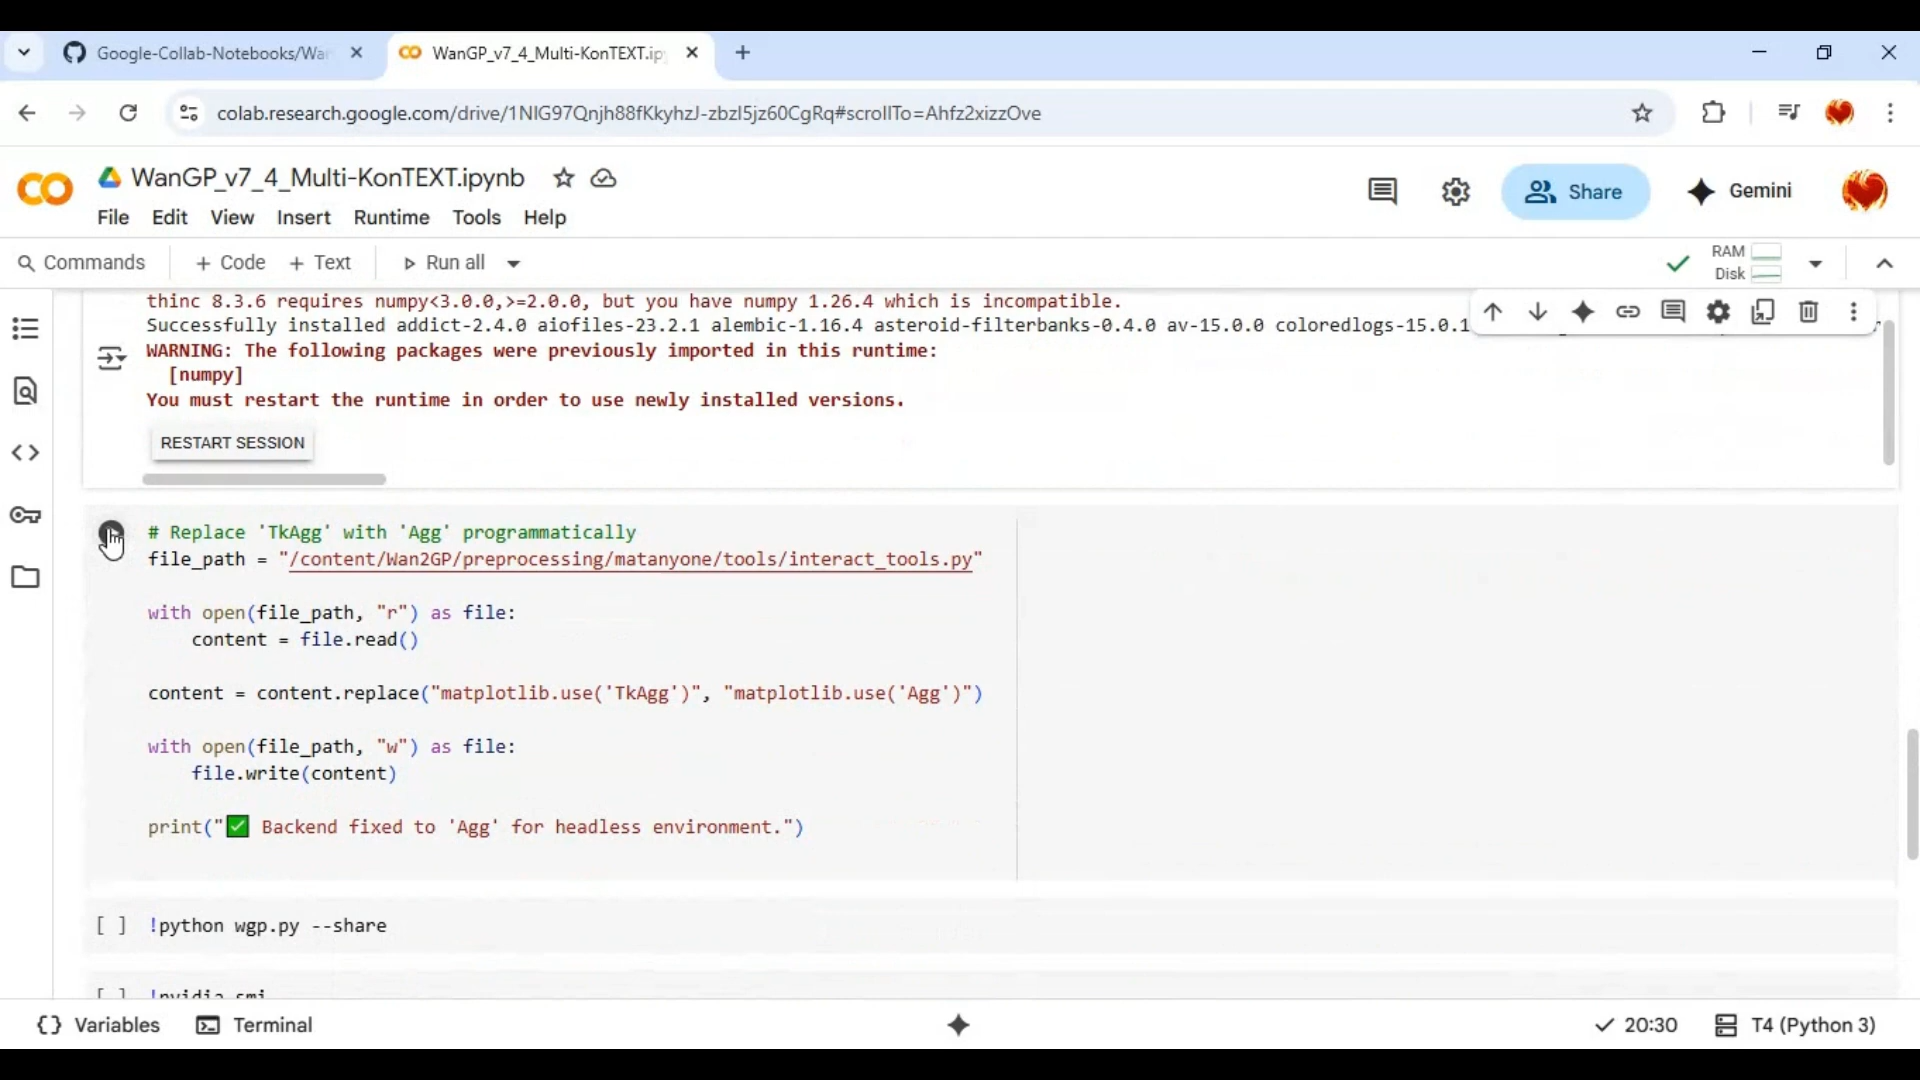 Google-Collab-Notebooks/Wan
WanGP_v7_4_Multi-KonTEXT.ip
colab.research.google.com/drive/1NlG97Qnjh88fKkyhzJ-zbzl5jz60CgRq#scrollTo=Ahfz2xizzOve
WanGP_v7_4_Multi-KonTEXT.ipynb
Share
Gemini
File Edit View Insert Runtime Tools Help
Commands
+ Code
+ Text
Run all
RAM
Disk
thinc 8.3.6 requires numpy<3.0.0,>=2.0.0, but you have numpy 1.26.4 which is incompatible.
Successfully installed addict-2.4.0 aiofiles-23.2.1 alembic-1.16.4 asteroid-filterbanks-0.4.0 av-15.0.0 coloredlogs-15.0.1
WARNING: The following packages were previously imported in this runtime:
[numpy]
You must restart the runtime in order to use newly installed versions.
RESTART SESSION
# Replace 'TkAgg' with 'Agg' programmatically
file_path = "/content/Wan2GP/preprocessing/matanyone/tools/interact_tools.py"
with open(file_path, "r") as file:
content = file.read()
content = content.replace("matplotlib.use('TkAgg')", "matplotlib.use('Agg')")
with open(file_path, "w") as file:
file.write(content)
print("✅ Backend fixed to 'Agg' for headless environment.")
[ ] !python wgp.py --share
[ ] !nvidia-smi
{} Variables
Terminal
20:30
T4 (Python 3)